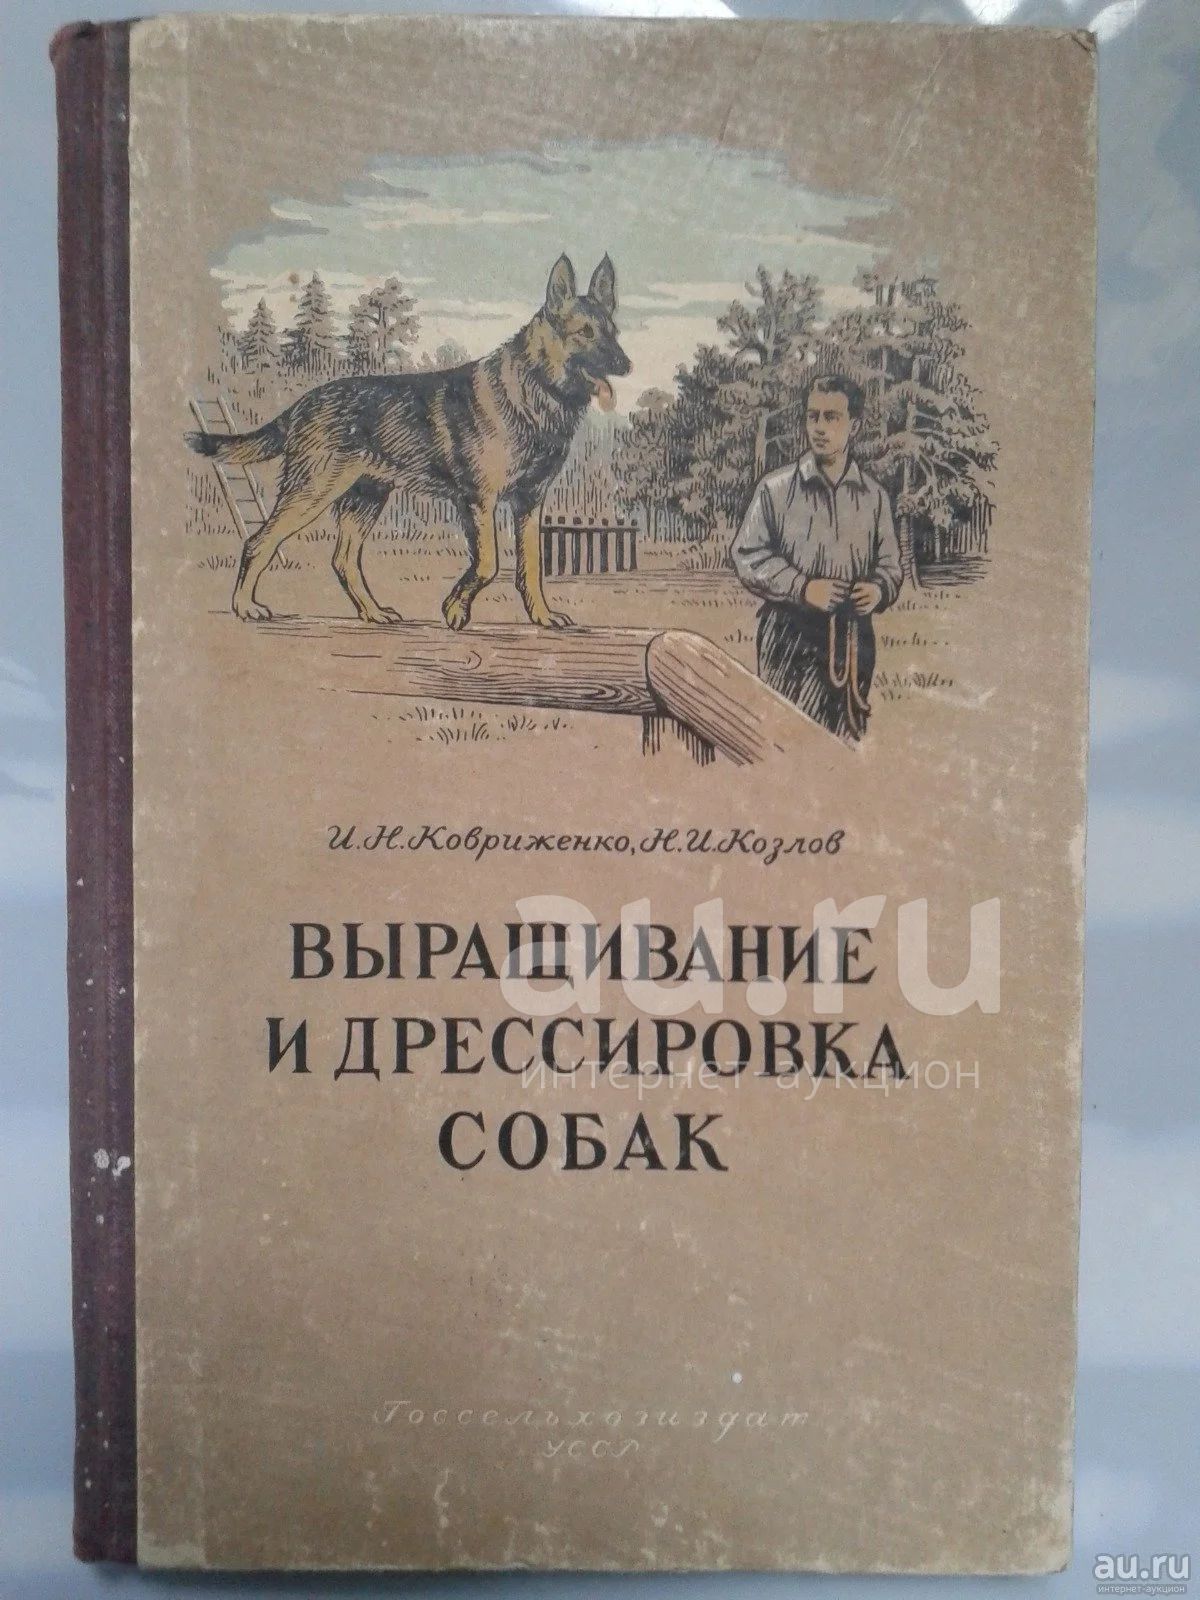 И.Н.Ковриженко, Н.И.Козлов
ВЫРАЩИВАНИЕ
И ДРЕССИРОВКА
СОБАК
Госсельхозиздат
УССР
au.ru
интернет-аукцион
au.ru
интернет-аукцион